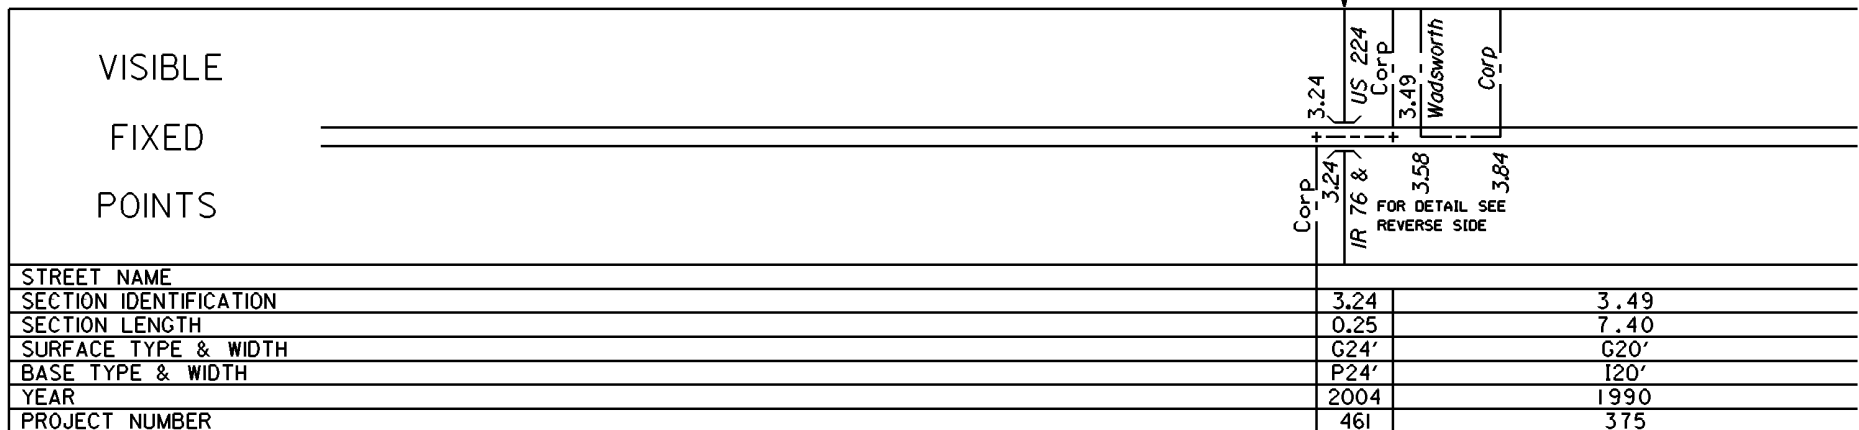 VISIBLE
FIXED
POINTS
3.24
US 224
Corp
3.49
Wadsworth
Corp
Corp
3.24
IR 76 &
3.58
3.84
FOR DETAIL SEE
REVERSE SIDE
STREET NAME
SECTION IDENTIFICATION 3.24 3.49
SECTION LENGTH 0.25 7.40
SURFACE TYPE & WIDTH G24' G20'
BASE TYPE & WIDTH P24' I20'
YEAR 2004 1990
PROJECT NUMBER 461 375